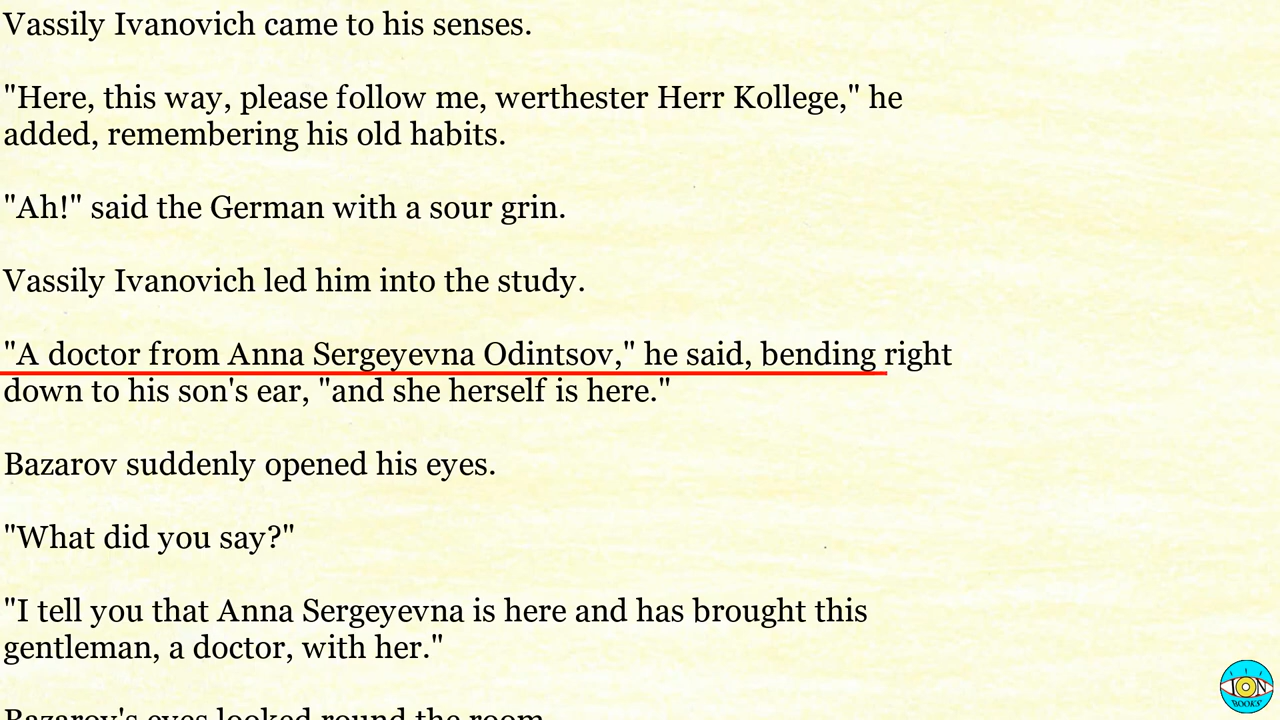 Vassily Ivanovich came to his senses.
"Here, this way, please follow me, werthester Herr Kollege," he
added, remembering his old habits.
"Ah!" said the German with a sour grin.
Vassily Ivanovich led him into the study.
"A doctor from Anna Sergeyevna Odintsov," he said, bending right
down to his son's ear, "and she herself is here."
Bazarov suddenly opened his eyes.
"What did you say?"
"I tell you that Anna Sergeyevna is here and has brought this
gentleman, a doctor, with her."
Bazarov's eyes looked round the room.
ION
BOOKS